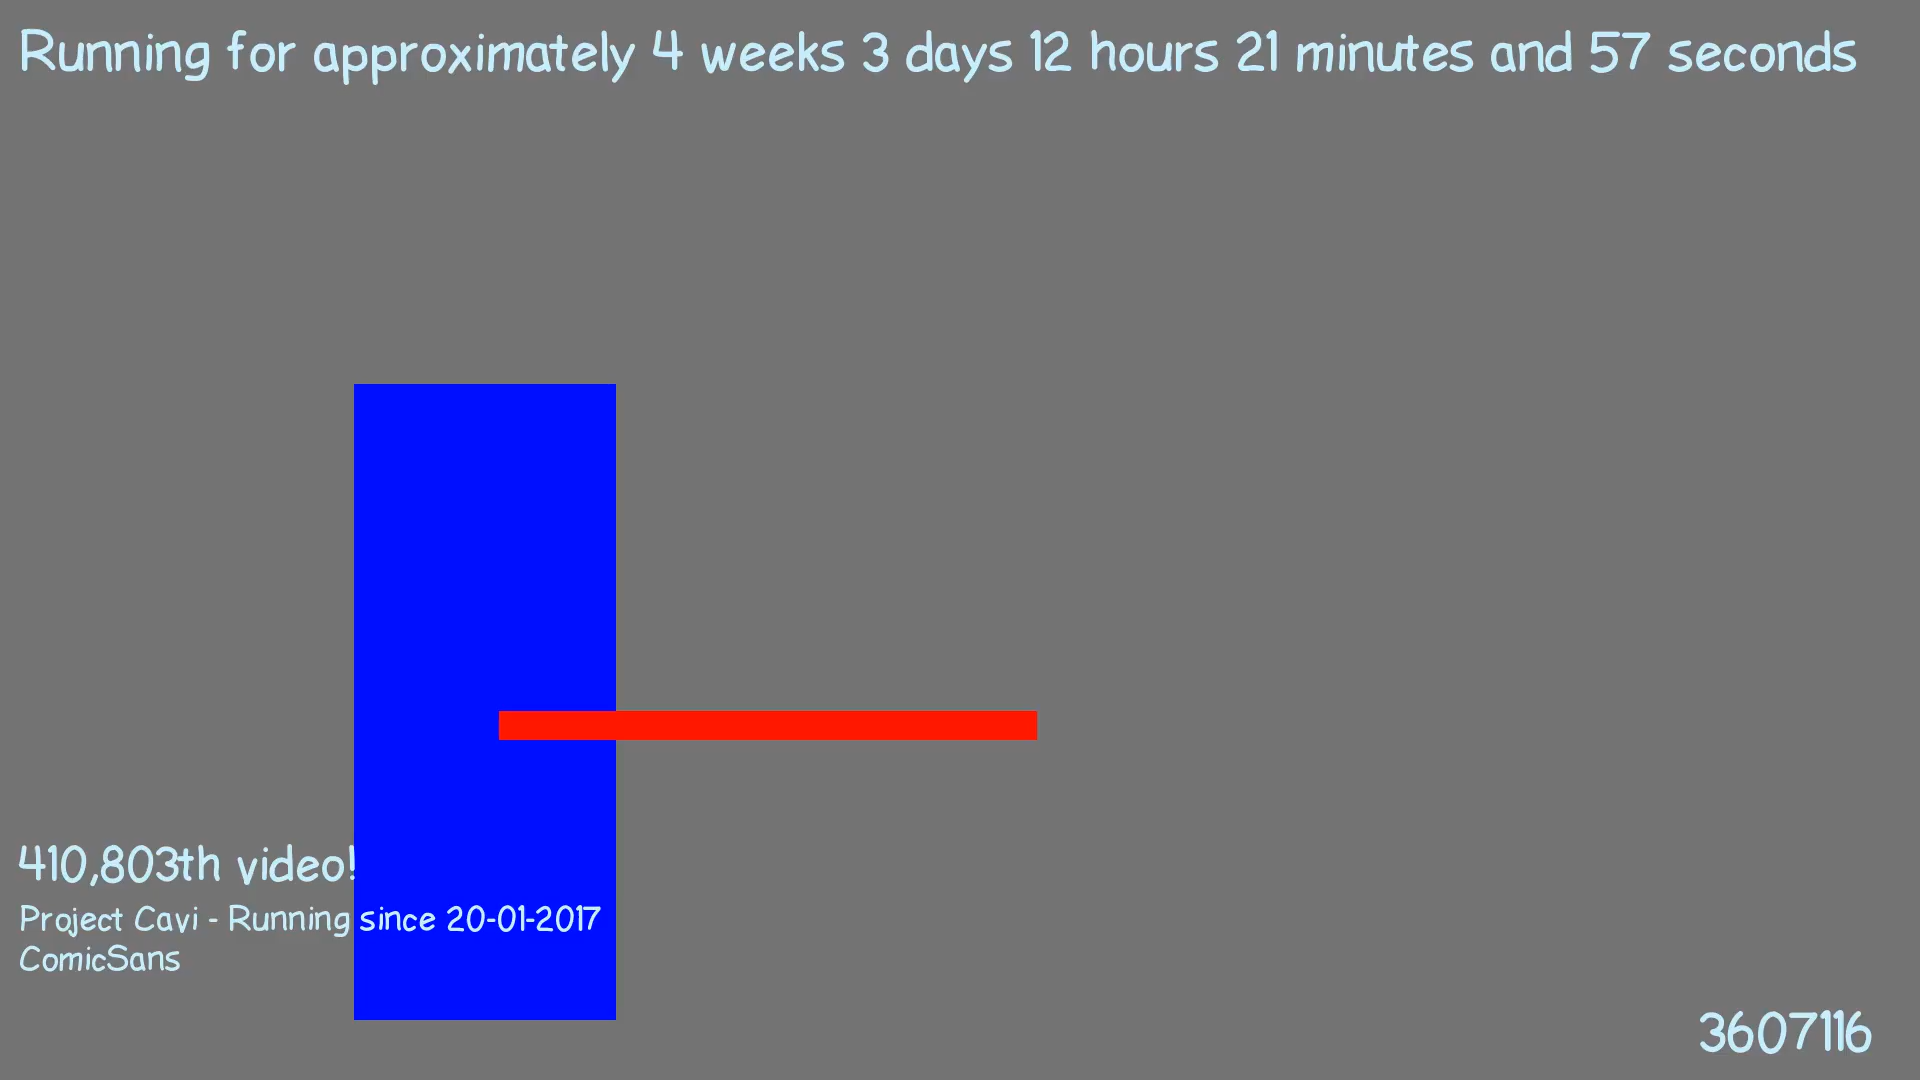 Running for approximately 4 weeks 3 days 12 hours 21 minutes and 57 seconds
410,803th video!
Project Cavi - Running since 20-01-2017
ComicSans
3607116